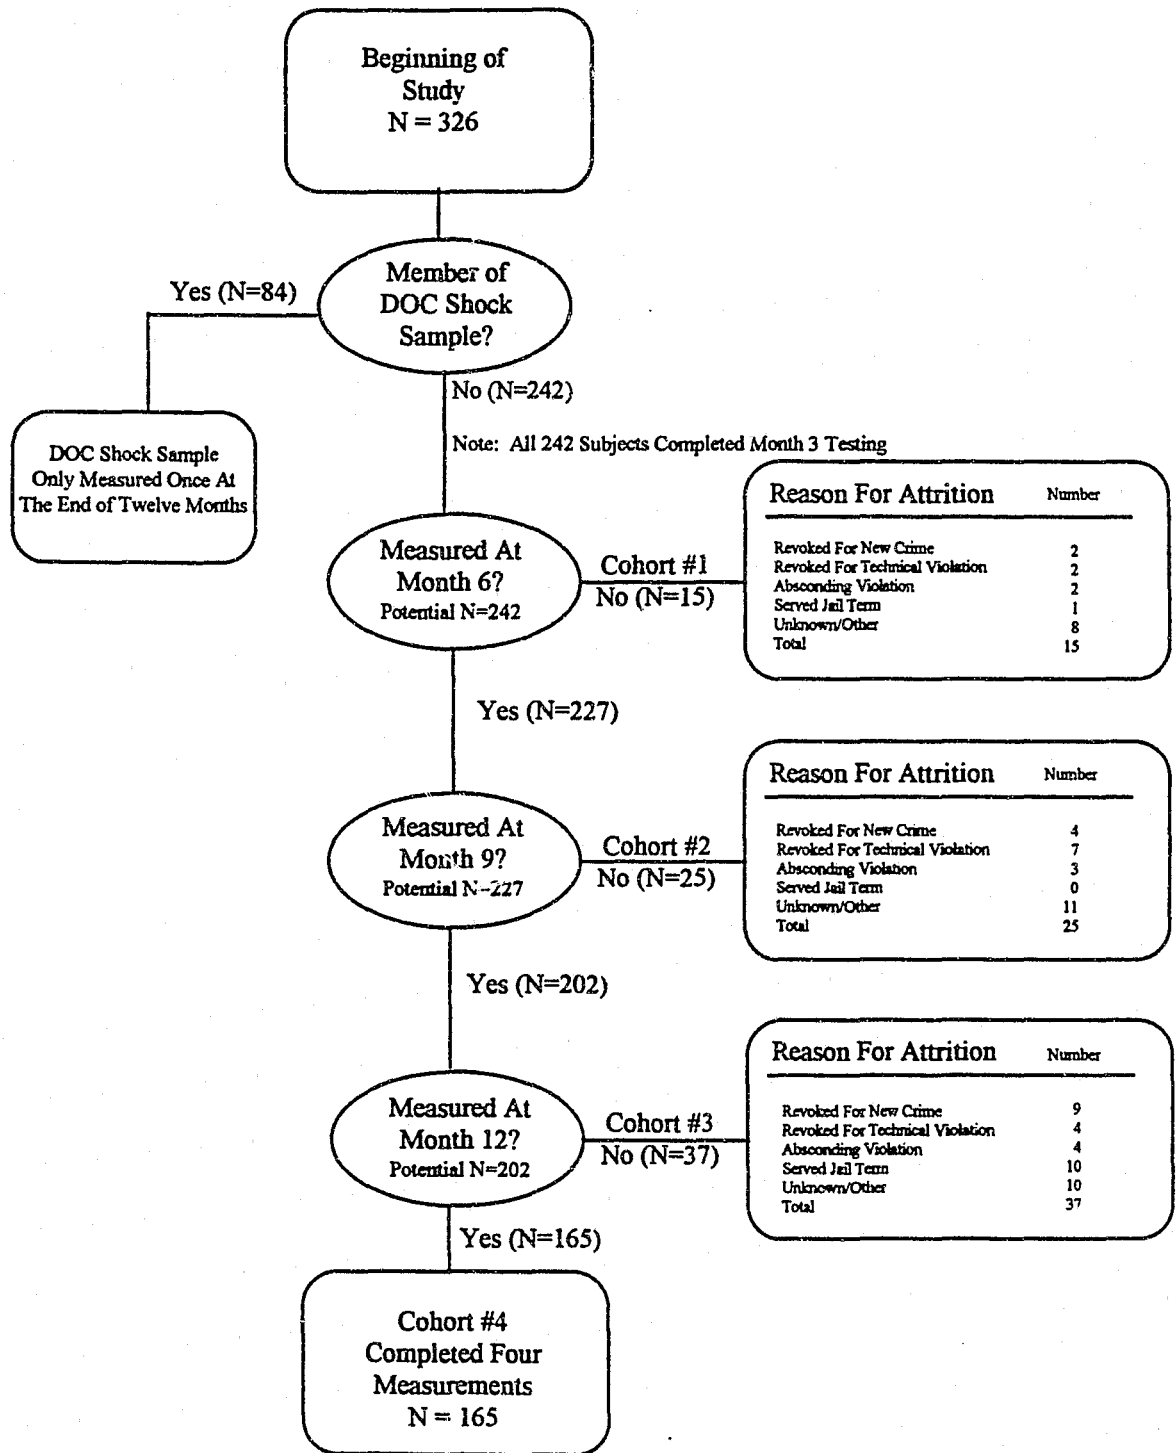 Beginning of
Study
N = 326
Member of
DOC Shock
Sample?
Yes (N=84)
No (N=242)
DOC Shock Sample
Only Measured Once At
The End of Twelve Months
Note: All 242 Subjects Completed Month 3 Testing
Measured At
Month 6?
Potential N=242
Cohort #1
No (N=15)
Reason For Attrition Number
Revoked For New Crime 2
Revoked For Technical Violation 2
Absconding Violation 2
Served Jail Term 1
Unknown/Other 8
Total 15
Yes (N=227)
Measured At
Month 9?
Potential N=227
Cohort #2
No (N=25)
Reason For Attrition Number
Revoked For New Crime 4
Revoked For Technical Violation 7
Absconding Violation 3
Served Jail Term 0
Unknown/Other 11
Total 25
Yes (N=202)
Measured At
Month 12?
Potential N=202
Cohort #3
No (N=37)
Reason For Attrition Number
Revoked For New Crime 9
Revoked For Technical Violation 4
Absconding Violation 4
Served Jail Term 10
Unknown/Other 10
Total 37
Yes (N=165)
Cohort #4
Completed Four
Measurements
N = 165